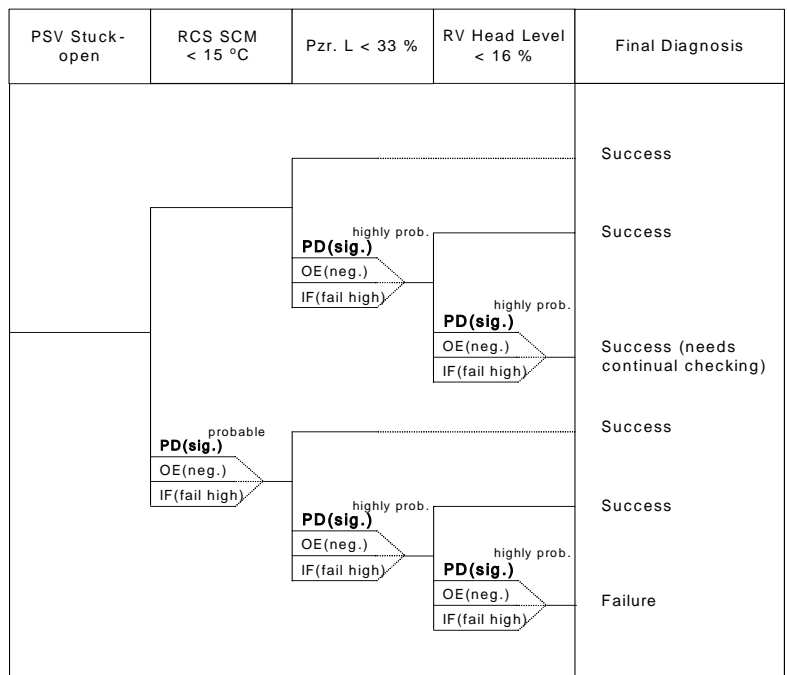 PSV Stuck-
open
RCS SCM
< 15 °C
Pzr. L < 33 %
RV Head Level
< 16 %
Final Diagnosis
Success
highly prob.
PD(sig.)
OE(neg.)
IF(fail high)
Success
highly prob.
PD(sig.)
OE(neg.)
IF(fail high)
Success (needs
continual checking)
probable
PD(sig.)
OE(neg.)
IF(fail high)
Success
highly prob.
PD(sig.)
OE(neg.)
IF(fail high)
Success
highly prob.
PD(sig.)
OE(neg.)
IF(fail high)
Failure